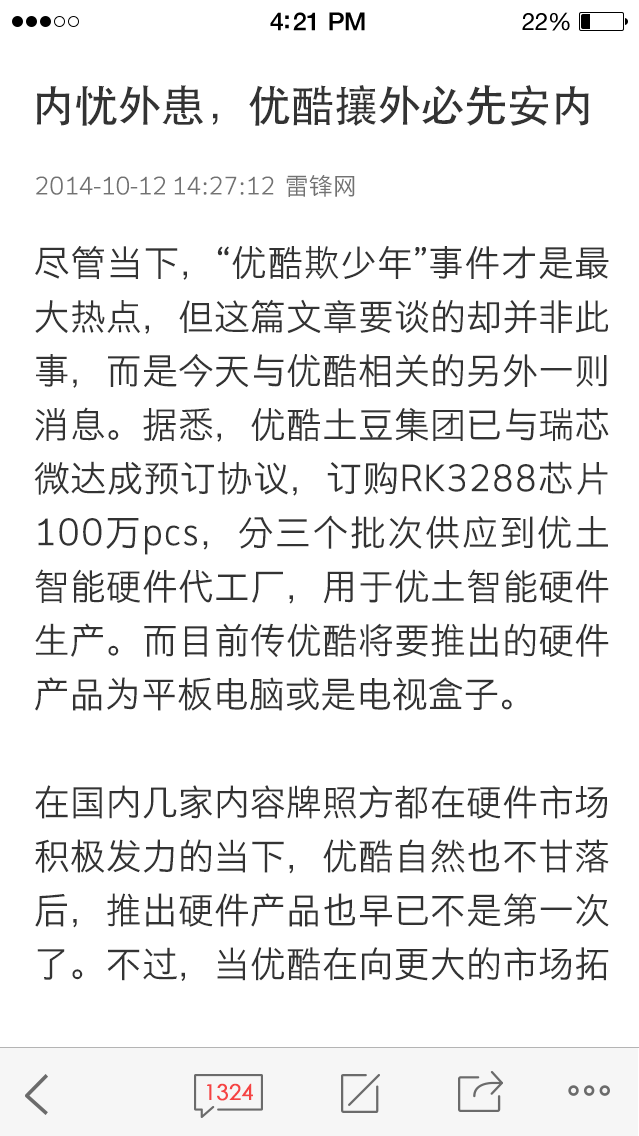 4:21 PM
22%
内忧外患，优酷攘外必先安内
2014-10-12 14:27:12 雷锋网
尽管当下，“优酷欺少年”事件才是最
大热点，但这篇文章要谈的却并非此
事，而是今天与优酷相关的另外一则
消息。据悉，优酷土豆集团已与瑞芯
微达成预订协议，订购RK3288芯片
100万pcs，分三个批次供应到优土
智能硬件代工厂，用于优土智能硬件
生产。而目前传优酷将要推出的硬件
产品为平板电脑或是电视盒子。
在国内几家内容牌照方都在硬件市场
积极发力的当下，优酷自然也不甘落
后，推出硬件产品也早已不是第一次
了。不过，当优酷在向更大的市场拓
1324